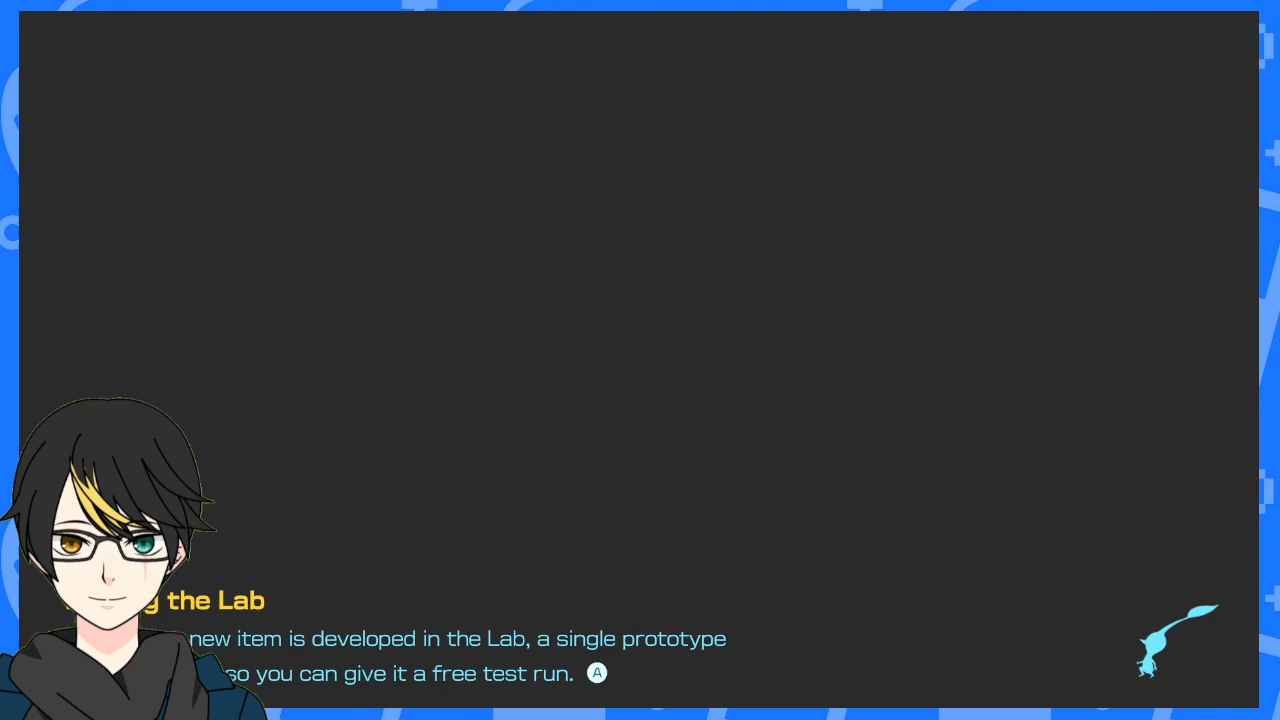 the Lab
new item is developed in the Lab, a single prototype
so you can give it a free test run. A